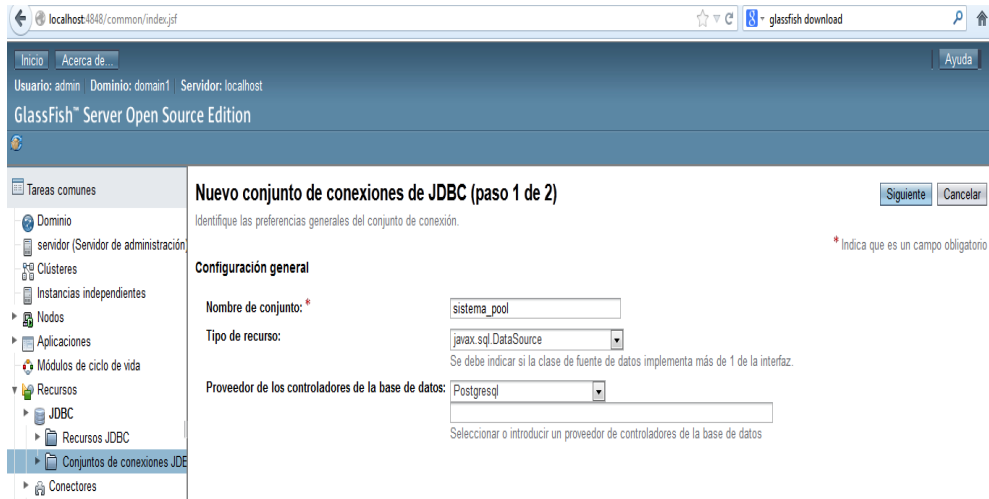 localhost:4848/common/index.jsf
glassfish download
Inicio Acerca de... Ayuda
Usuario: admin Dominio: domain1 Servidor: localhost
GlassFish™ Server Open Source Edition
Tareas comunes
Dominio
servidor (Servidor de administración)
Clústeres
Instancias independientes
Nodos
Aplicaciones
Módulos de ciclo de vida
Recursos
JDBC
Recursos JDBC
Conjuntos de conexiones JDB
Conectores
Nuevo conjunto de conexiones de JDBC (paso 1 de 2)
Siguiente Cancelar
Identifique las preferencias generales del conjunto de conexión.
* Indica que es un campo obligatorio
Configuración general
Nombre de conjunto: * sistema_pool
Tipo de recurso: javax.sql.DataSource
Se debe indicar si la clase de fuente de datos implementa más de 1 de la interfaz.
Proveedor de los controladores de la base de datos: Postgresql
Seleccionar o introducir un proveedor de controladores de la base de datos